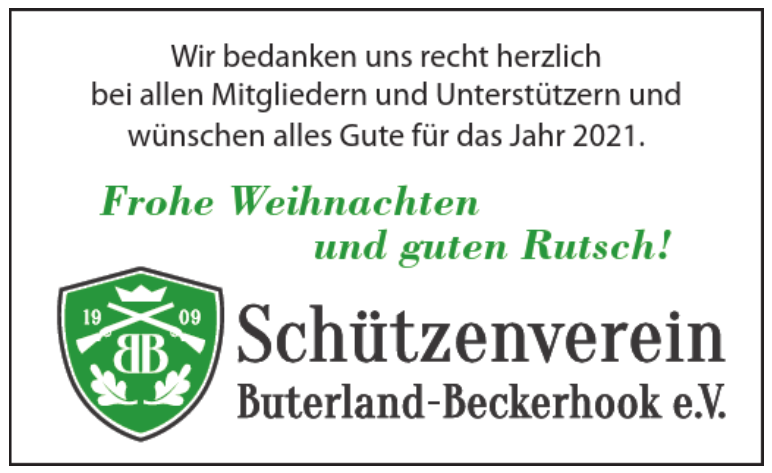 Wir bedanken uns recht herzlich
bei allen Mitgliedern und Unterstützern und
wünschen alles Gute für das Jahr 2021.
Frohe Weihnachten
und guten Rutsch!
19 09
BB
Schützenverein
Buterland-Beckerhook e.V.